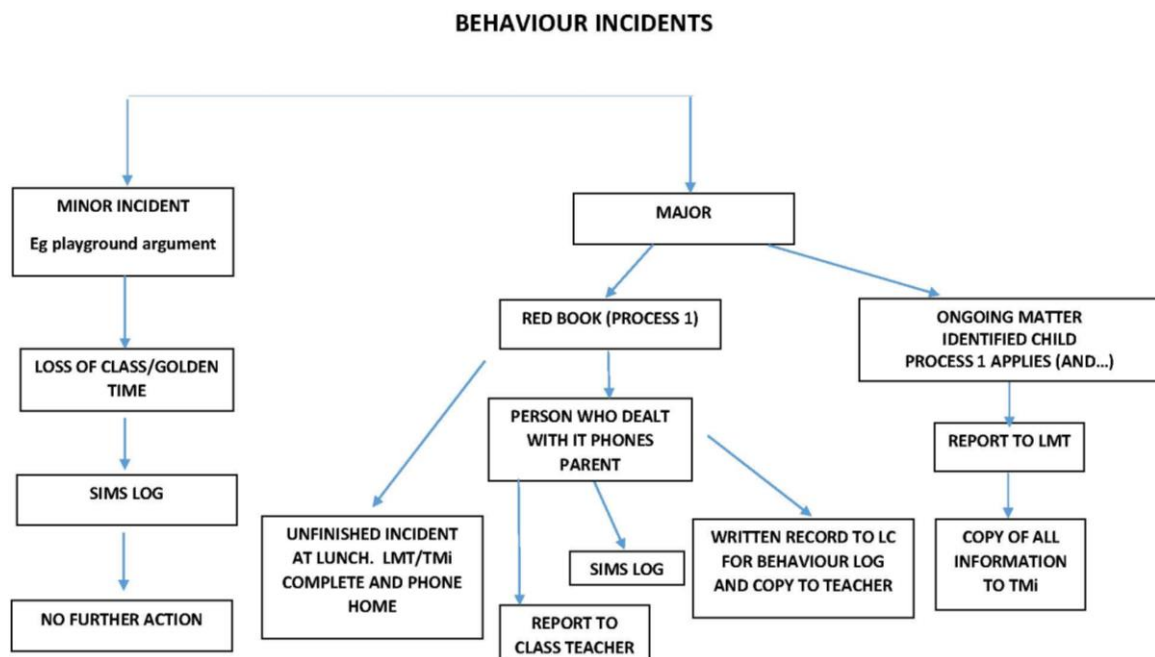 BEHAVIOUR INCIDENTS
MINOR INCIDENT
Eg playground argument
MAJOR
RED BOOK (PROCESS 1)
ONGOING MATTER
IDENTIFIED CHILD
PROCESS 1 APPLIES (AND...)
LOSS OF CLASS/GOLDEN
TIME
PERSON WHO DEALT
WITH IT PHONES
PARENT
REPORT TO LMT
SIMS LOG
UNFINISHED INCIDENT
AT LUNCH. LMT/TMi
COMPLETE AND PHONE
HOME
SIMS LOG
WRITTEN RECORD TO LC
FOR BEHAVIOUR LOG
AND COPY TO TEACHER
COPY OF ALL
INFORMATION
TO TMi
NO FURTHER ACTION
REPORT TO
CLASS TEACHER